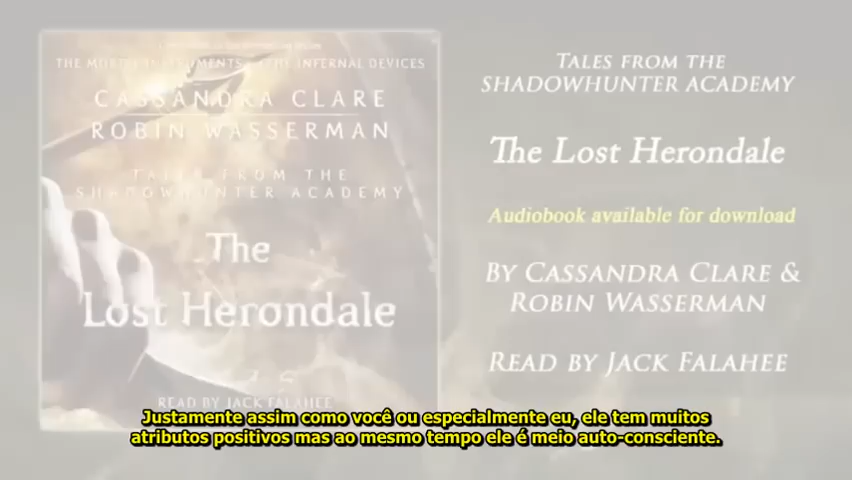 THE MORTAL INSTRUMENTS THE INFERNAL DEVICES
CASSANDRA CLARE
ROBIN WASSERMAN
TALES FROM THE
SHADOWHUNTER ACADEMY
The
Lost Herondale
READ BY JACK FALAHEE
TALES FROM THE
SHADOWHUNTER ACADEMY
The Lost Herondale
Audiobook available for download
BY CASSANDRA CLARE &
ROBIN WASSERMAN
READ BY JACK FALAHEE
Justamente assim como você ou especialmente eu, ele tem muitos
atributos positivos mas ao mesmo tempo ele é meio auto-consciente.